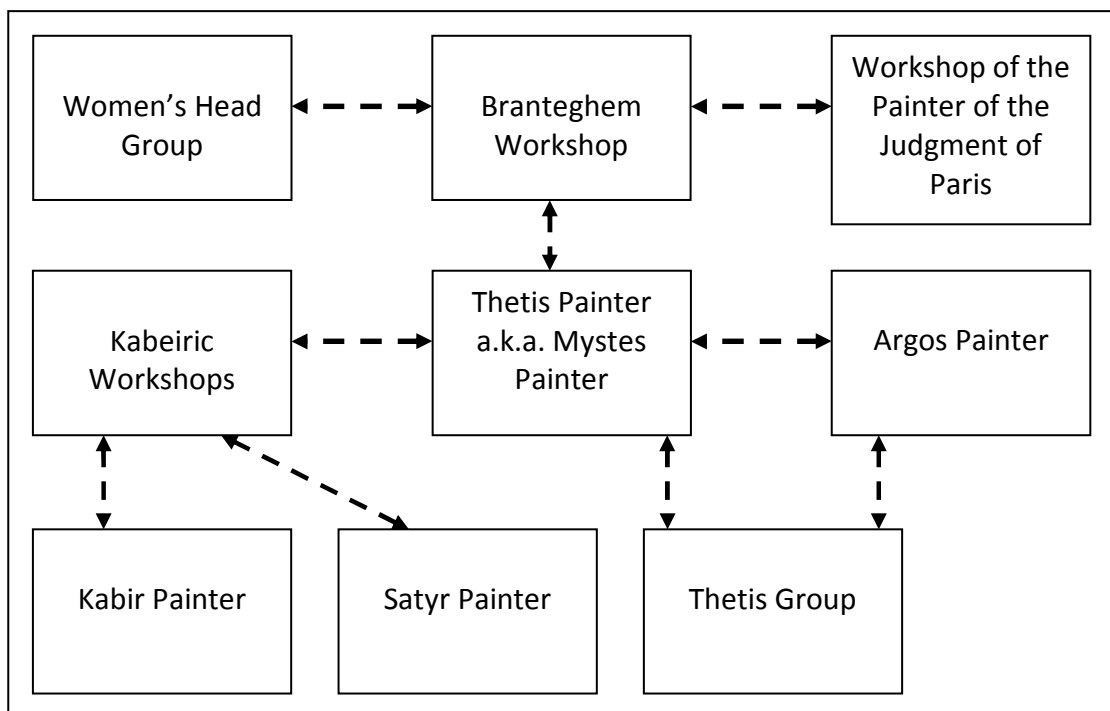 Women’s Head
Group
Branteghem
Workshop
Workshop of the
Painter of the
Judgment of
Paris
Kabeiric
Workshops
Thetis Painter
a.k.a. Mystes
Painter
Argos Painter
Kabir Painter
Satyr Painter
Thetis Group